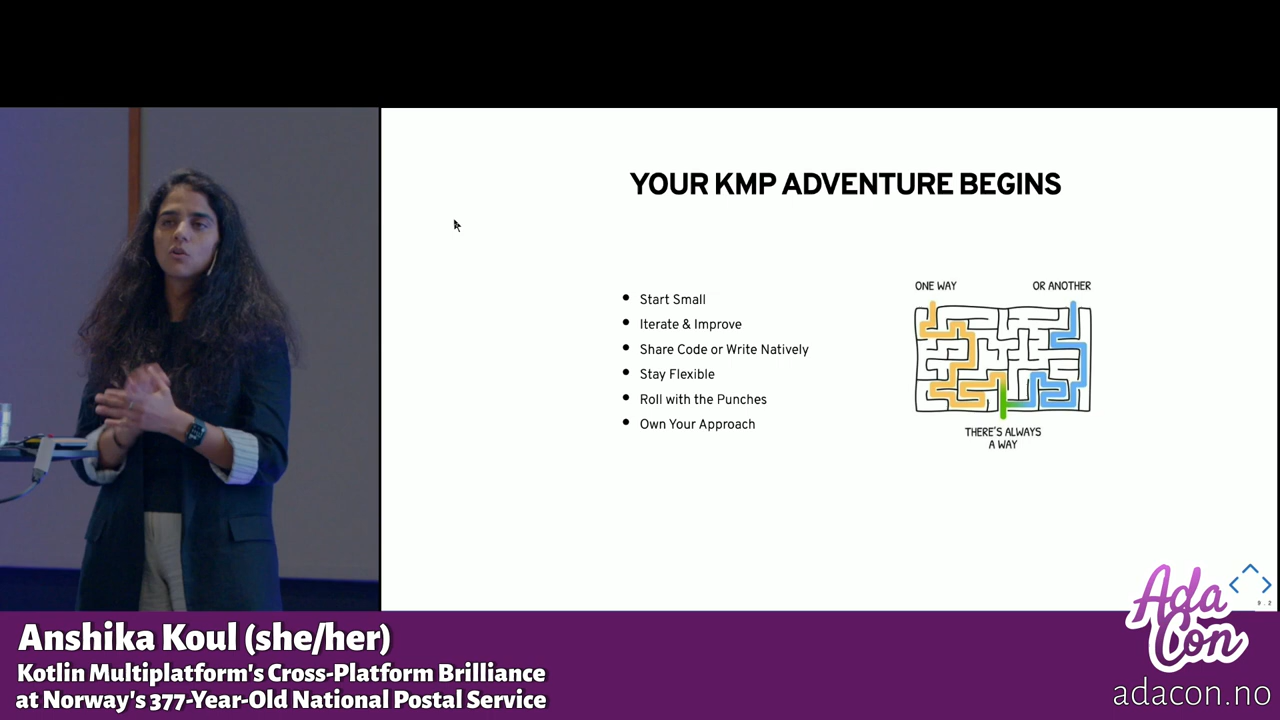 YOUR KMP ADVENTURE BEGINS
Start Small
Iterate & Improve
Share Code or Write Natively
Stay Flexible
Roll with the Punches
Own Your Approach
ONE WAY
OR ANOTHER
THERE'S ALWAYS
A WAY
Anshika Koul (she/her)
Kotlin Multiplatform's Cross-Platform Brilliance
at Norway's 377-Year-Old National Postal Service
Ada
Con
adacon.no
9.2